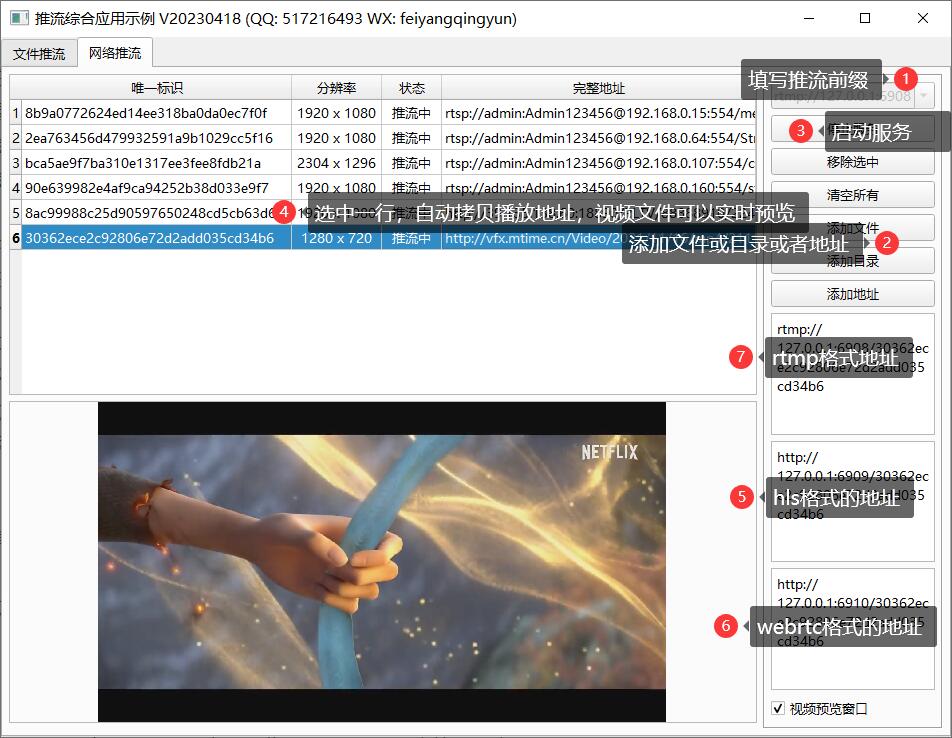 推流综合应用示例 V20230418 (QQ: 517216493 WX: feiyangqingyun)
文件推流 网络推流
唯一标识 分辨率 状态 完整地址
1 8b9a0772624ed14ee318ba0da0ec7f0f 1920 x 1080 推流中 rtsp://admin:Admin123456@192.168.0.15:554/me
2 2ea763456d479932591a9b1029cc5f16 1920 x 1080 推流中 rtsp://admin:Admin123456@192.168.0.64:554/Str
3 bca5ae9f7ba310e1317ee3fee8fdb21a 2304 x 1296 推流中 rtsp://admin:Admin123456@192.168.0.107:554/c
4 90e639982e4af9ca94252b38d033e9f7 1920 x 1080 推流中 rtsp://admin:Admin123456@192.168.0.160:554/s
5 8ac99988c25d90597650248cd5cb63d
4 选中一行，自动拷贝播放地址，视频文件可以实时预览
6 30362ece2c92806e72d2add035cd34b6 1280 x 720 推流中 http://vfx.mtime.cn/Video/20
填写推流前缀 1
rtmp://127.0.0.1:6908
3 启动服务
移除选中
清空所有
添加文件
添加文件或目录或者地址 2
添加目录
添加地址
rtmp://
127.0.0.1:6908/30362ec
e2c92806e72d2add035
cd34b6
7 rtmp格式地址
http://
127.0.0.1:6909/30362ec
cd34b6
5 hls格式的地址
http://
127.0.0.1:6910/30362ec
cd34b6
6 webrtc格式的地址
视频预览窗口
NETFLIX